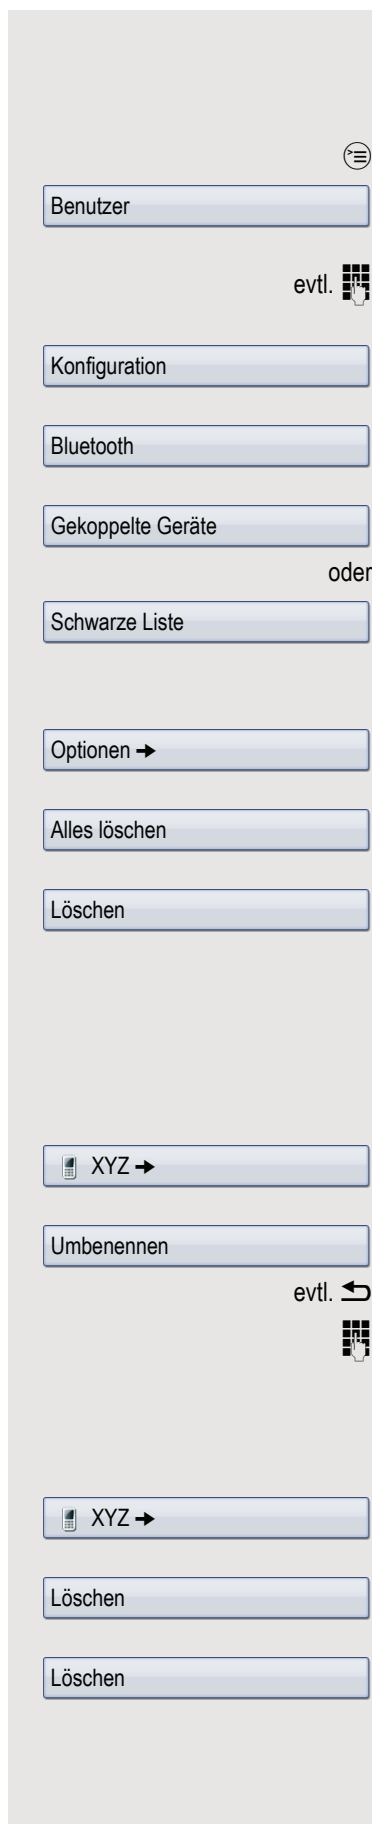 Benutzer
evtl.
Konfiguration
Bluetooth
Gekoppelte Geräte
oder
Schwarze Liste
Optionen →
Alles löschen
Löschen
XYZ →
Umbenennen
evtl.
XYZ →
Löschen
Löschen